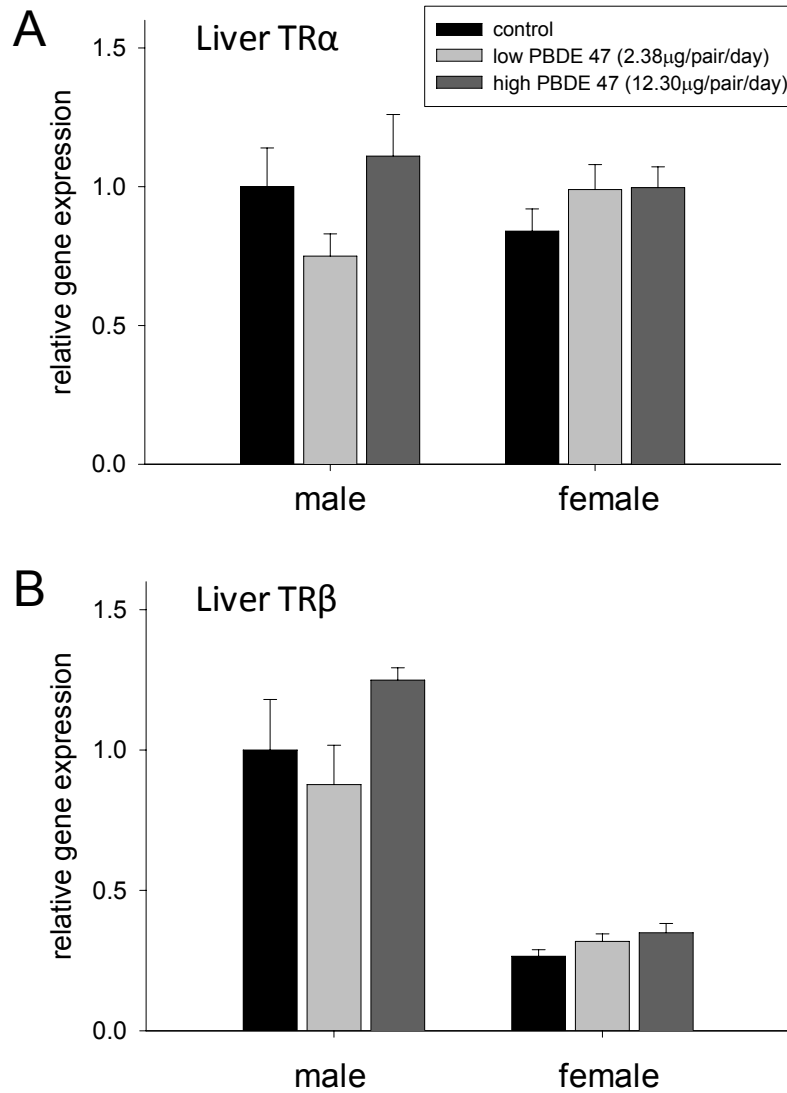 A
Liver TRα
control
low PBDE 47 (2.38μg/pair/day)
high PBDE 47 (12.30μg/pair/day)
relative gene expression
1.5
1.0
0.5
0.0
male
female
B
Liver TRβ
relative gene expression
1.5
1.0
0.5
0.0
male
female